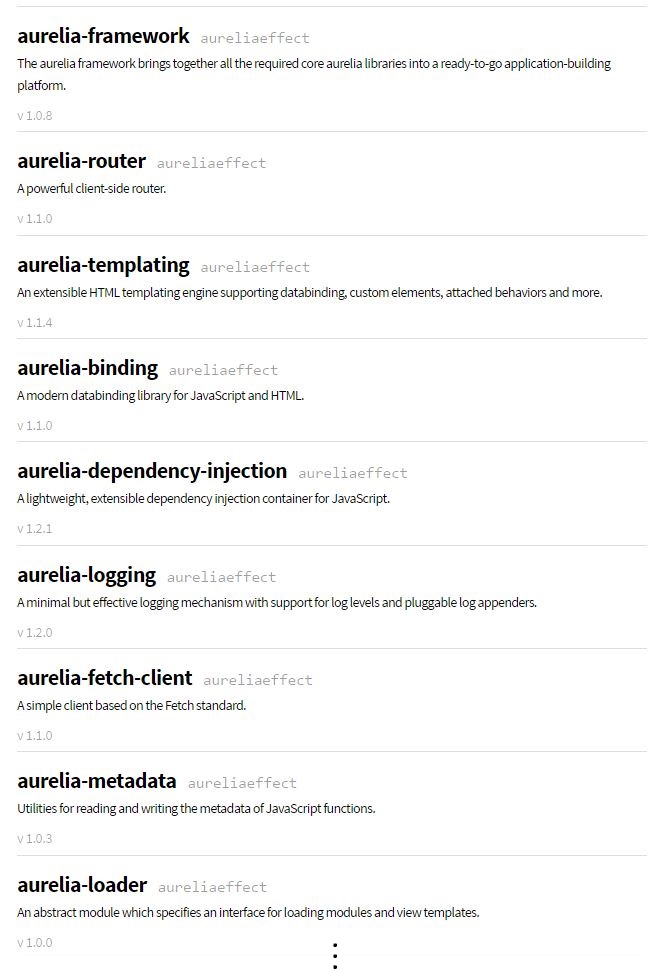 aurelia-framework aureliaeffect
The aurelia framework brings together all the required core aurelia libraries into a ready-to-go application-building
platform.
v 1.0.8
aurelia-router aureliaeffect
A powerful client-side router.
v 1.1.0
aurelia-templating aureliaeffect
An extensible HTML templating engine supporting databinding, custom elements, attached behaviors and more.
v 1.1.4
aurelia-binding aureliaeffect
A modern databinding library for JavaScript and HTML.
v 1.1.0
aurelia-dependency-injection aureliaeffect
A lightweight, extensible dependency injection container for JavaScript.
v 1.2.1
aurelia-logging aureliaeffect
A minimal but effective logging mechanism with support for log levels and pluggable log appenders.
v 1.2.0
aurelia-fetch-client aureliaeffect
A simple client based on the Fetch standard.
v 1.1.0
aurelia-metadata aureliaeffect
Utilities for reading and writing the metadata of JavaScript functions.
v 1.0.3
aurelia-loader aureliaeffect
An abstract module which specifies an interface for loading modules and view templates.
v 1.0.0